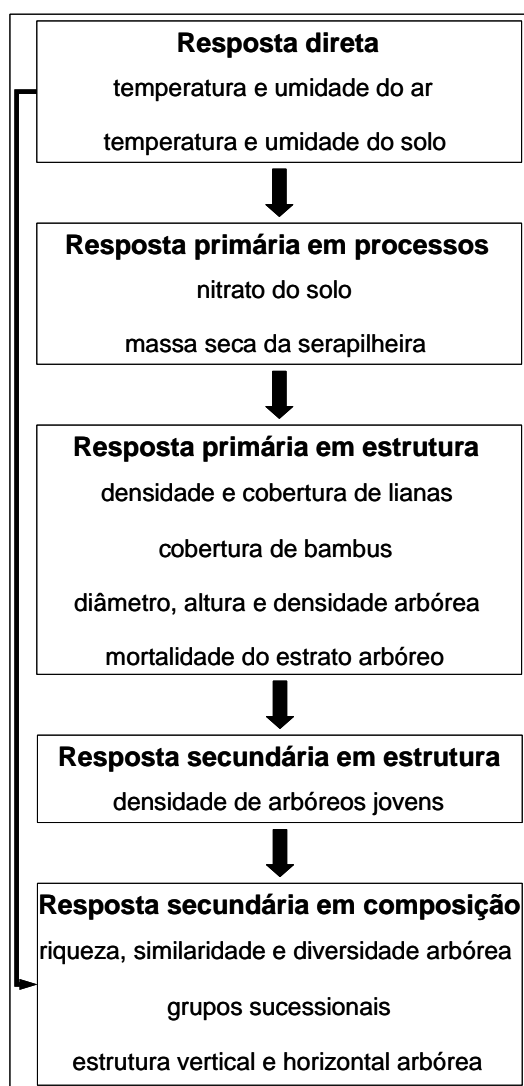 Resposta direta
temperatura e umidade do ar
temperatura e umidade do solo
Resposta primária em processos
nitrato do solo
massa seca da serapilheira
Resposta primária em estrutura
densidade e cobertura de lianas
cobertura de bambus
diâmetro, altura e densidade arbórea
mortalidade do estrato arbóreo
Resposta secundária em estrutura
densidade de arbóreos jovens
Resposta secundária em composição
riqueza, similaridade e diversidade arbórea
grupos sucessionais
estrutura vertical e horizontal arbórea